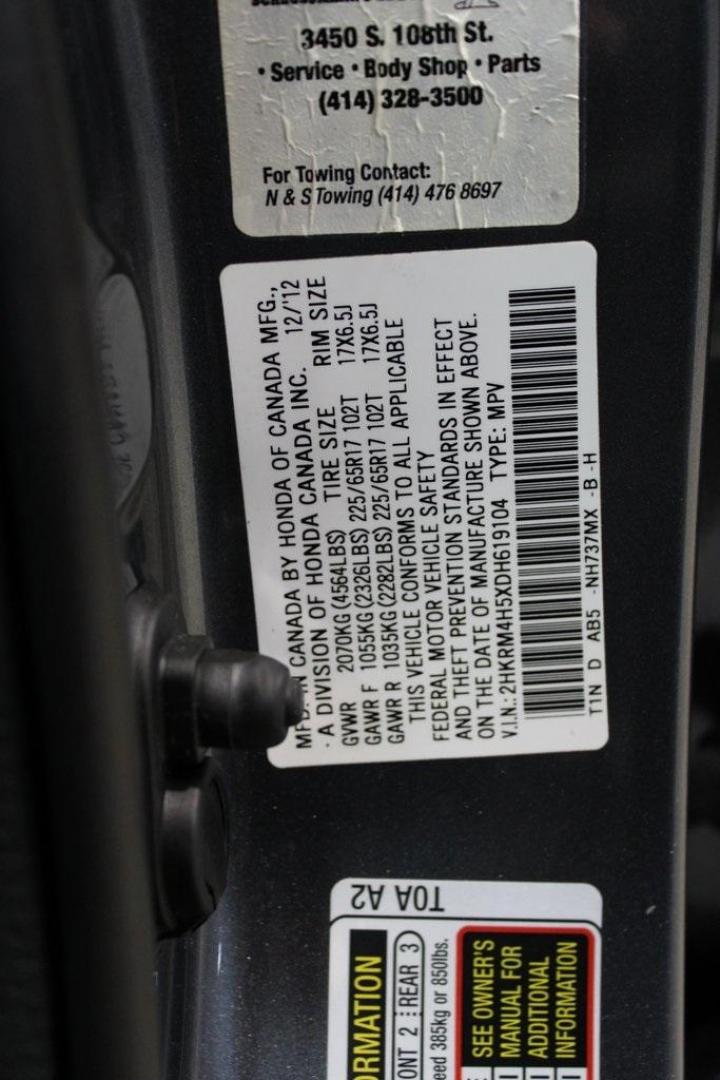 3450 S. 108th St.
• Service • Body Shop • Parts
(414) 328-3500
For Towing Contact:
N & S Towing (414) 476 8697
MFD. IN CANADA BY HONDA OF CANADA MFG.,
· A DIVISION OF HONDA CANADA INC. 12/'12
GVWR 2070KG(4564LBS) TIRE SIZE RIM SIZE
GAWR F 1055KG(2326LBS) 225/65R17 102T 17X6.5J
GAWR R 1035KG(2282LBS) 225/65R17 102T 17X6.5J
THIS VEHICLE CONFORMS TO ALL APPLICABLE
FEDERAL MOTOR VEHICLE SAFETY
AND THEFT PREVENTION STANDARDS IN EFFECT
ON THE DATE OF MANUFACTURE SHOWN ABOVE.
V.I.N.: 2HKRM4H5XDH619104 TYPE: MPV
T1N D AB5 -NH737MX -B-H
T0A A2
REAR 3
2
385kg or 850lbs.
SEE OWNER'S
MANUAL FOR
ADDITIONAL
INFORMATION